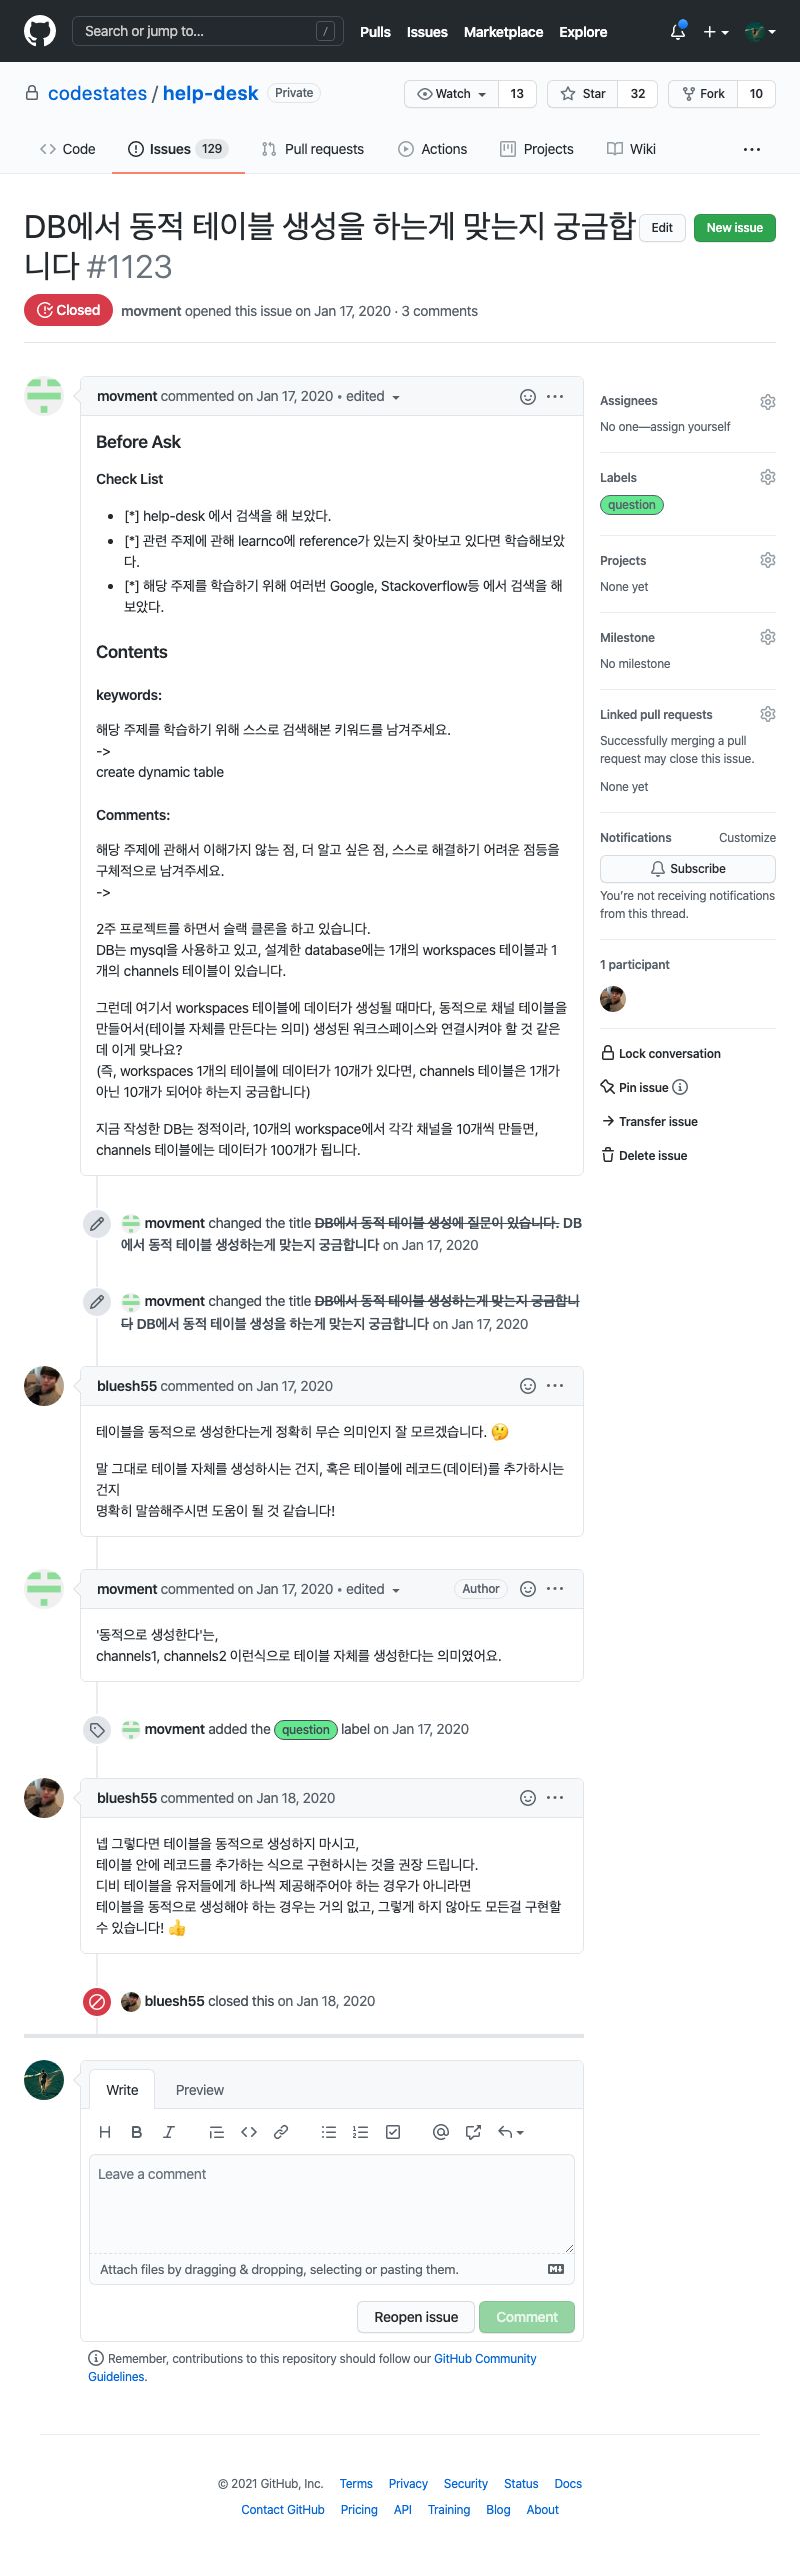 Search or jump to...
/
Pulls
Issues
Marketplace
Explore
codestates / help-desk
Private
Watch
13
Star
32
Fork
10
Code
Issues
129
Pull requests
Actions
Projects
Wiki
DB에서 동적 테이블 생성을 하는게 맞는지 궁금합
니다 #1123
Edit
New issue
Closed
movment opened this issue on Jan 17, 2020 · 3 comments
movment commented on Jan 17, 2020 • edited
Before Ask
Check List
• [*] help-desk 에서 검색을 해 보았다.
• [*] 관련 주제에 관해 learnco에 reference가 있는지 찾아보고 있다면 학습해보았
다.
• [*] 해당 주제를 학습하기 위해 여러번 Google, Stackoverflow등 에서 검색을 해
보았다.
Contents
keywords:
해당 주제를 학습하기 위해 스스로 검색해본 키워드를 남겨주세요.
->
create dynamic table
Comments:
해당 주제에 관해서 이해가지 않는 점, 더 알고 싶은 점, 스스로 해결하기 어려운 점등을
구체적으로 남겨주세요.
->
2주 프로젝트를 하면서 슬랙 클론을 하고 있습니다.
DB는 mysql을 사용하고 있고, 설계한 database에는 1개의 workspaces 테이블과 1
개의 channels 테이블이 있습니다.
그런데 여기서 workspaces 테이블에 데이터가 생성될 때마다, 동적으로 채널 테이블을
만들어서(테이블 자체를 만든다는 의미) 생성된 워크스페이스와 연결시켜야 할 것 같은
데 이게 맞나요?
(즉, workspaces 1개의 테이블에 데이터가 10개가 있다면, channels 테이블은 1개가
아닌 10개가 되어야 하는지 궁금합니다)
지금 작성한 DB는 정적이라, 10개의 workspace에서 각각 채널을 10개씩 만들면,
channels 테이블에는 데이터가 100개가 됩니다.
Assignees
No one—assign yourself
Labels
question
Projects
None yet
Milestone
No milestone
Linked pull requests
Successfully merging a pull
request may close this issue.
None yet
Notifications
Customize
Subscribe
You're not receiving notifications
from this thread.
1 participant
Lock conversation
Pin issue
Transfer issue
Delete issue
movment changed the title DB에서 동적 테이블 생성에 질문이 있습니다. DB
에서 동적 테이블 생성하는게 맞는지 궁금합니다 on Jan 17, 2020
movment changed the title DB에서 동적 테이블 생성하는게 맞는지 궁금합니
다 DB에서 동적 테이블 생성을 하는게 맞는지 궁금합니다 on Jan 17, 2020
bluesh55 commented on Jan 17, 2020
테이블을 동적으로 생성한다는게 정확히 무슨 의미인지 잘 모르겠습니다. 🤔
말 그대로 테이블 자체를 생성하시는 건지, 혹은 테이블에 레코드(데이터)를 추가하시는
건지
명확히 말씀해주시면 도움이 될 것 같습니다!
movment commented on Jan 17, 2020 • edited
Author
'동적으로 생성한다'는,
channels1, channels2 이런식으로 테이블 자체를 생성한다는 의미였어요.
movment added the question label on Jan 17, 2020
bluesh55 commented on Jan 18, 2020
넵 그렇다면 테이블을 동적으로 생성하지 마시고,
테이블 안에 레코드를 추가하는 식으로 구현하시는 것을 권장 드립니다.
디비 테이블을 유저들에게 하나씩 제공해주어야 하는 경우가 아니라면
테이블을 동적으로 생성해야 하는 경우는 거의 없고, 그렇게 하지 않아도 모든걸 구현할
수 있습니다! 👍
bluesh55 closed this on Jan 18, 2020
Write
Preview
Leave a comment
Attach files by dragging & dropping, selecting or pasting them.
Reopen issue
Comment
Remember, contributions to this repository should follow our GitHub Community
Guidelines.
© 2021 GitHub, Inc.
Terms
Privacy
Security
Status
Docs
Contact GitHub
Pricing
API
Training
Blog
About